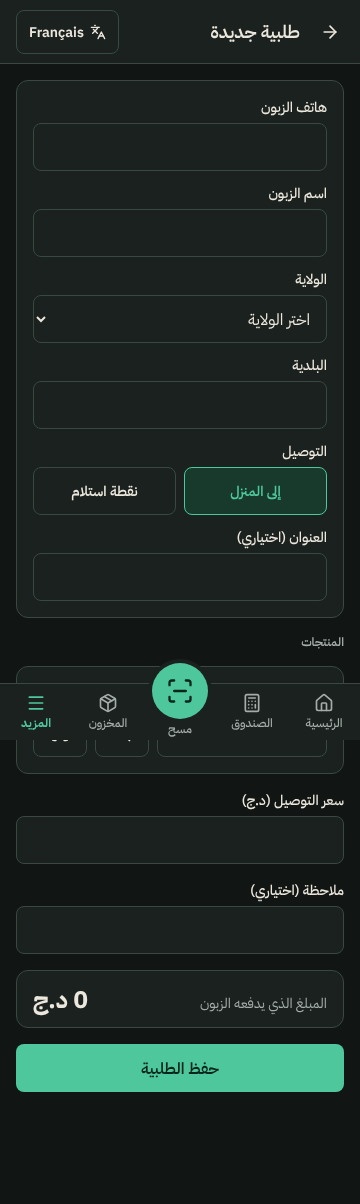 طلبية جديدة
Français
هاتف الزبون
اسم الزبون
الولاية
اختر الولاية
البلدية
التوصيل
إلى المنزل
نقطة استلام
العنوان (اختياري)
المنتجات
الرئيسية
الصندوق
مسح
المخزون
المزيد
سعر التوصيل (د.ج)
ملاحظة (اختياري)
المبلغ الذي يدفعه الزبون
0 د.ج
حفظ الطلبية